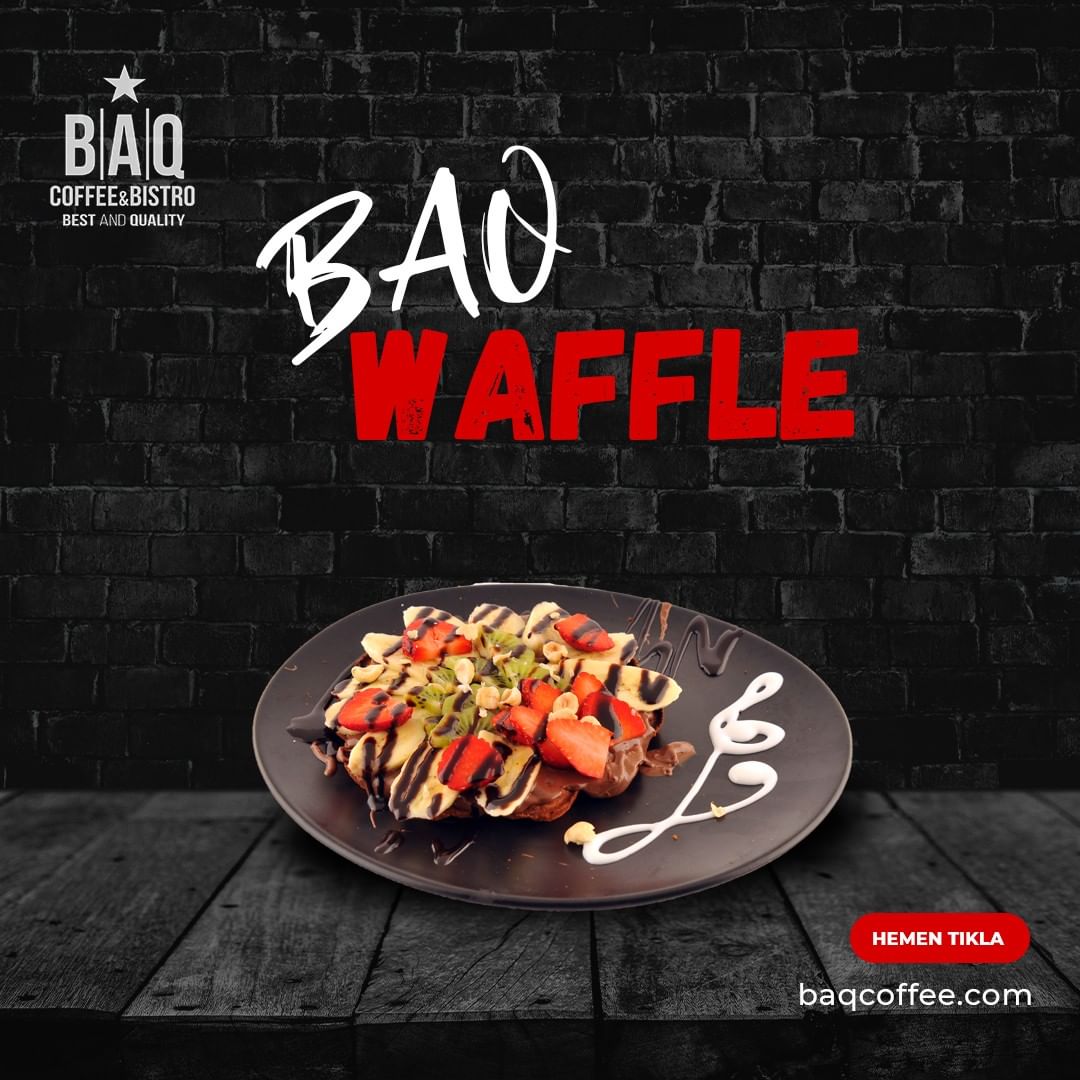 B|A|Q
COFFEE&BISTRO
BEST AND QUALITY
BAQ
WAFFLE
HEMEN TIKLA
baqcoffee.com